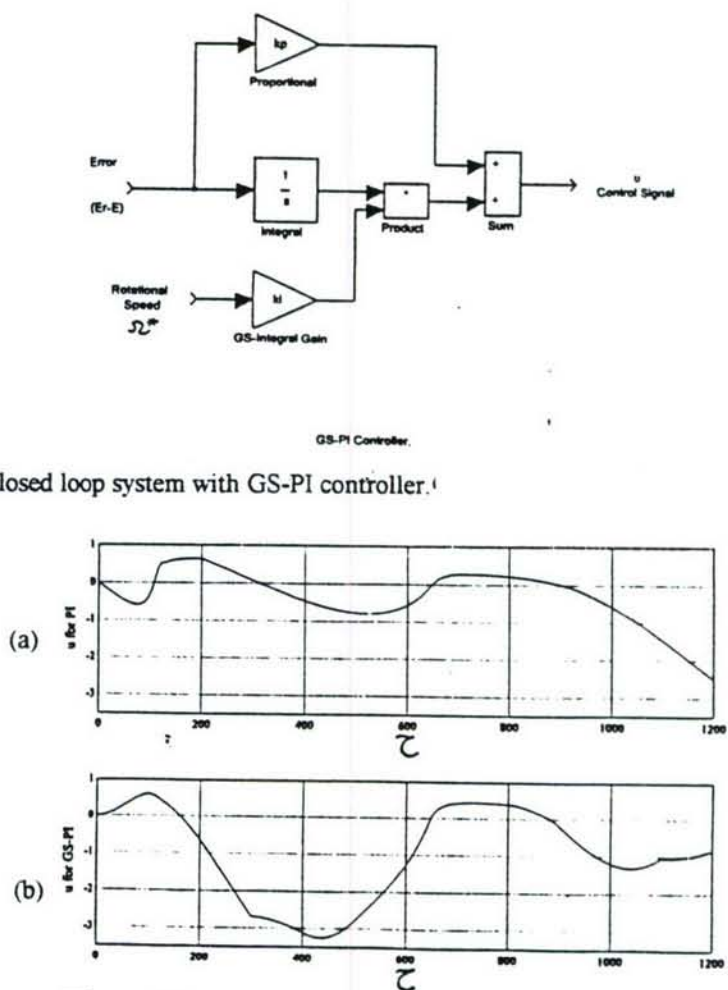 kp
Proportional
Error
(Er-E)
1
s
Integral
*
Product
+
+
Sum
u
Control Signal
Rotational
Speed
Ω*
ki
GS-Integral Gain
GS-PI Controller.
losed loop system with GS-PI controller.
(a)
u for PI
1
0
-1
-2
-3
0 200 400 600 800 1000 1200
τ
(b)
u for GS-PI
1
0
-1
-2
-3
0 200 400 600 800 1000 1200
τ